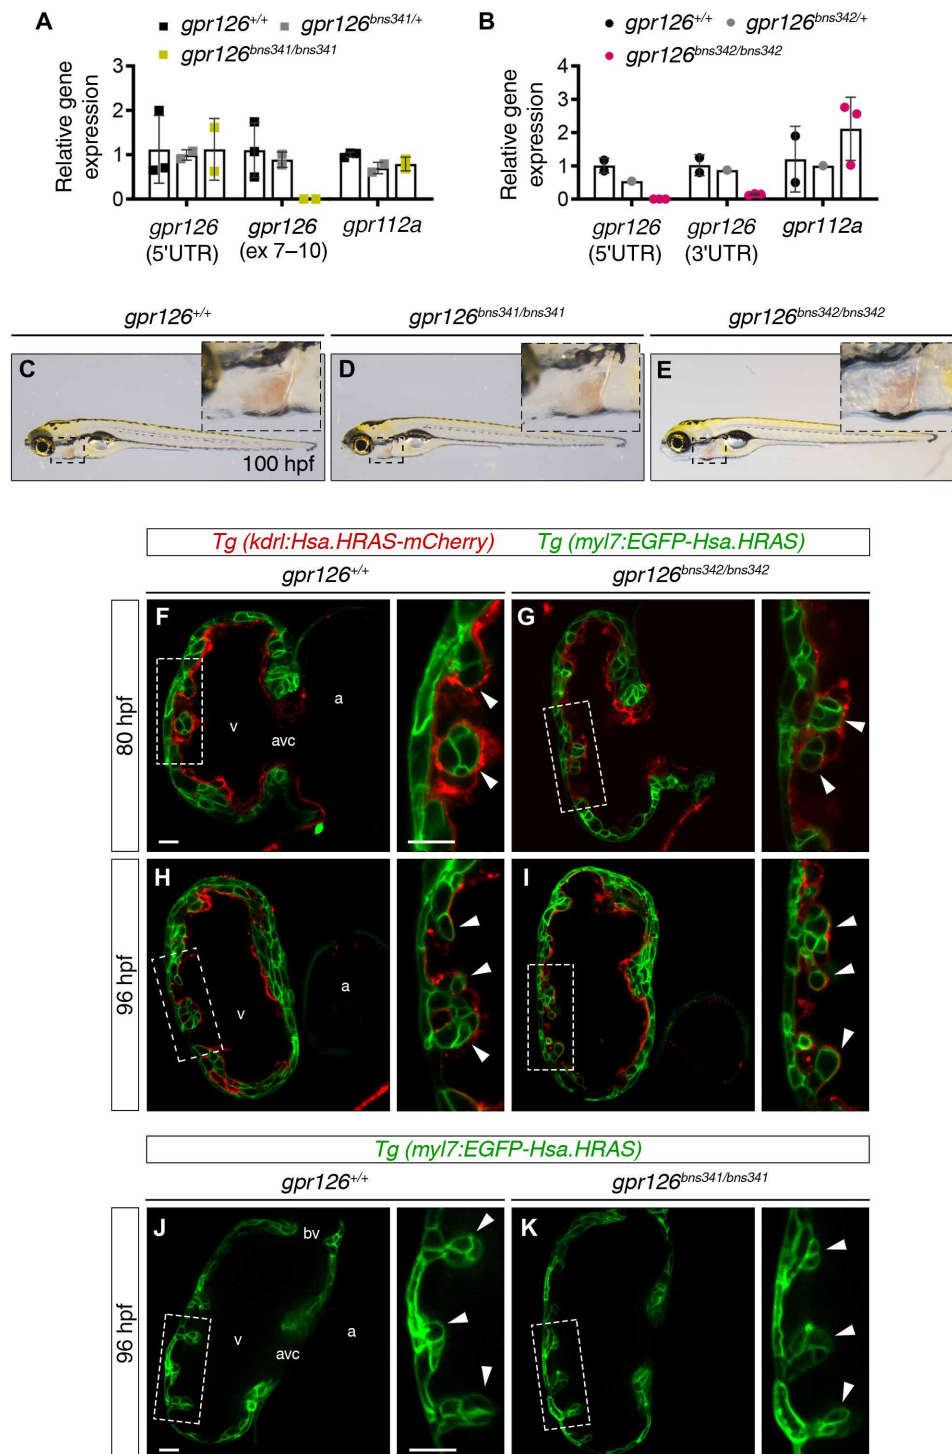 A
gpr126+/+ gpr126bns341/+
gpr126bns341/bns341
Relative gene
expression
3
2
1
0
gpr126
(5'UTR)
gpr126
(ex 7–10)
gpr112a
B
gpr126+/+ gpr126bns342/+
gpr126bns342/bns342
Relative gene
expression
4
3
2
1
0
gpr126
(5'UTR)
gpr126
(3'UTR)
gpr112a
gpr126+/+ gpr126bns341/bns341 gpr126bns342/bns342
C
100 hpf
D
E
Tg (kdrl:Hsa.HRAS-mCherry) Tg (myl7:EGFP-Hsa.HRAS)
gpr126+/+ gpr126bns342/bns342
80 hpf
F
v
a
avc
G
96 hpf
H
v
a
I
Tg (myl7:EGFP-Hsa.HRAS)
gpr126+/+ gpr126bns341/bns341
96 hpf
J
bv
v
a
avc
K